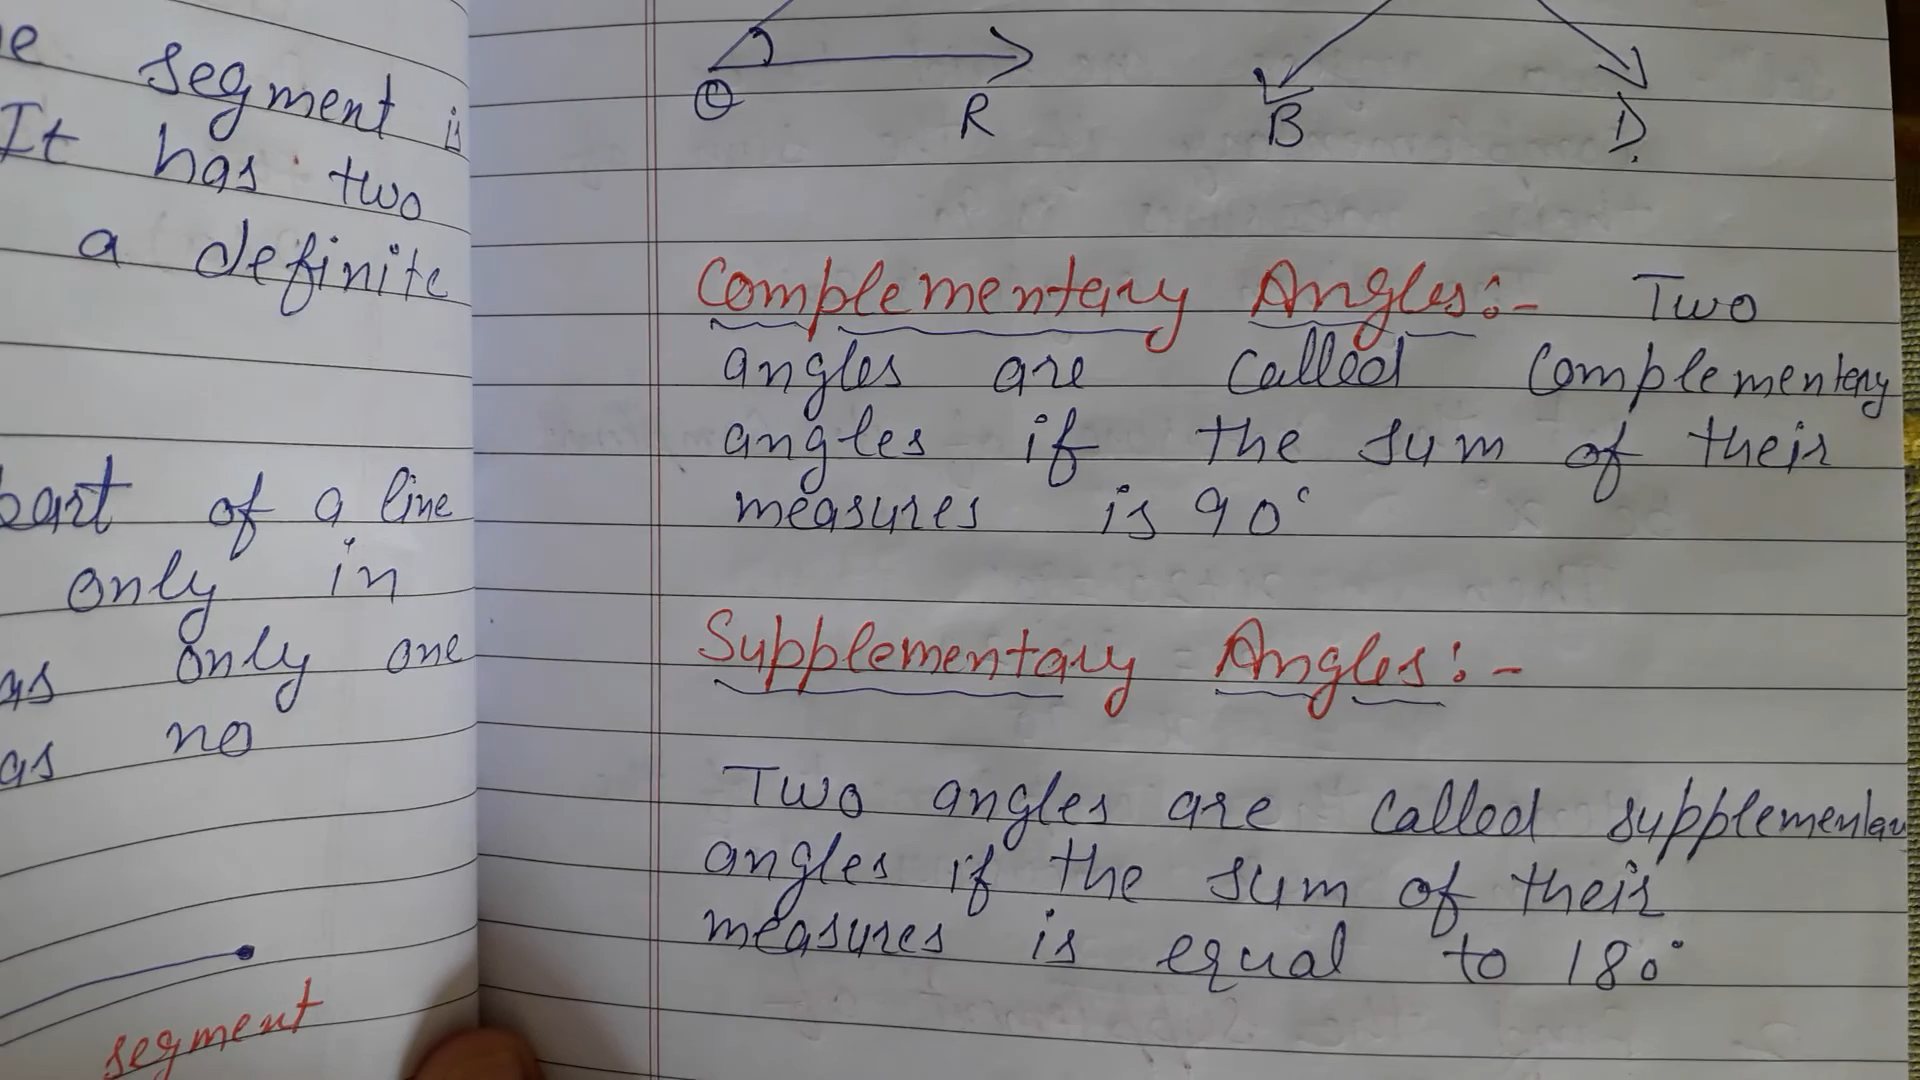 segment is
It has two
a definite
part of a line
only in
only one
no
segment
O R B D
Complementary Angles:- Two
angles are called complementary
angles if the sum of their
measures is 90°
Supplementary Angles:-
Two angles are called supplementary
angles if the sum of their
measures is equal to 180°